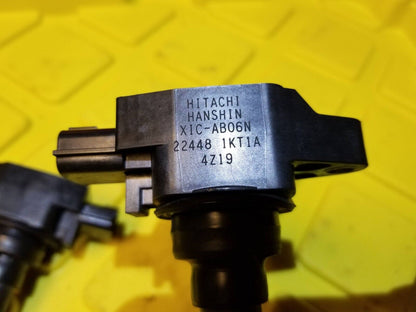 HITACHI
HANSHIN
XIC-AB06N
22448 1KT1A
4Z19